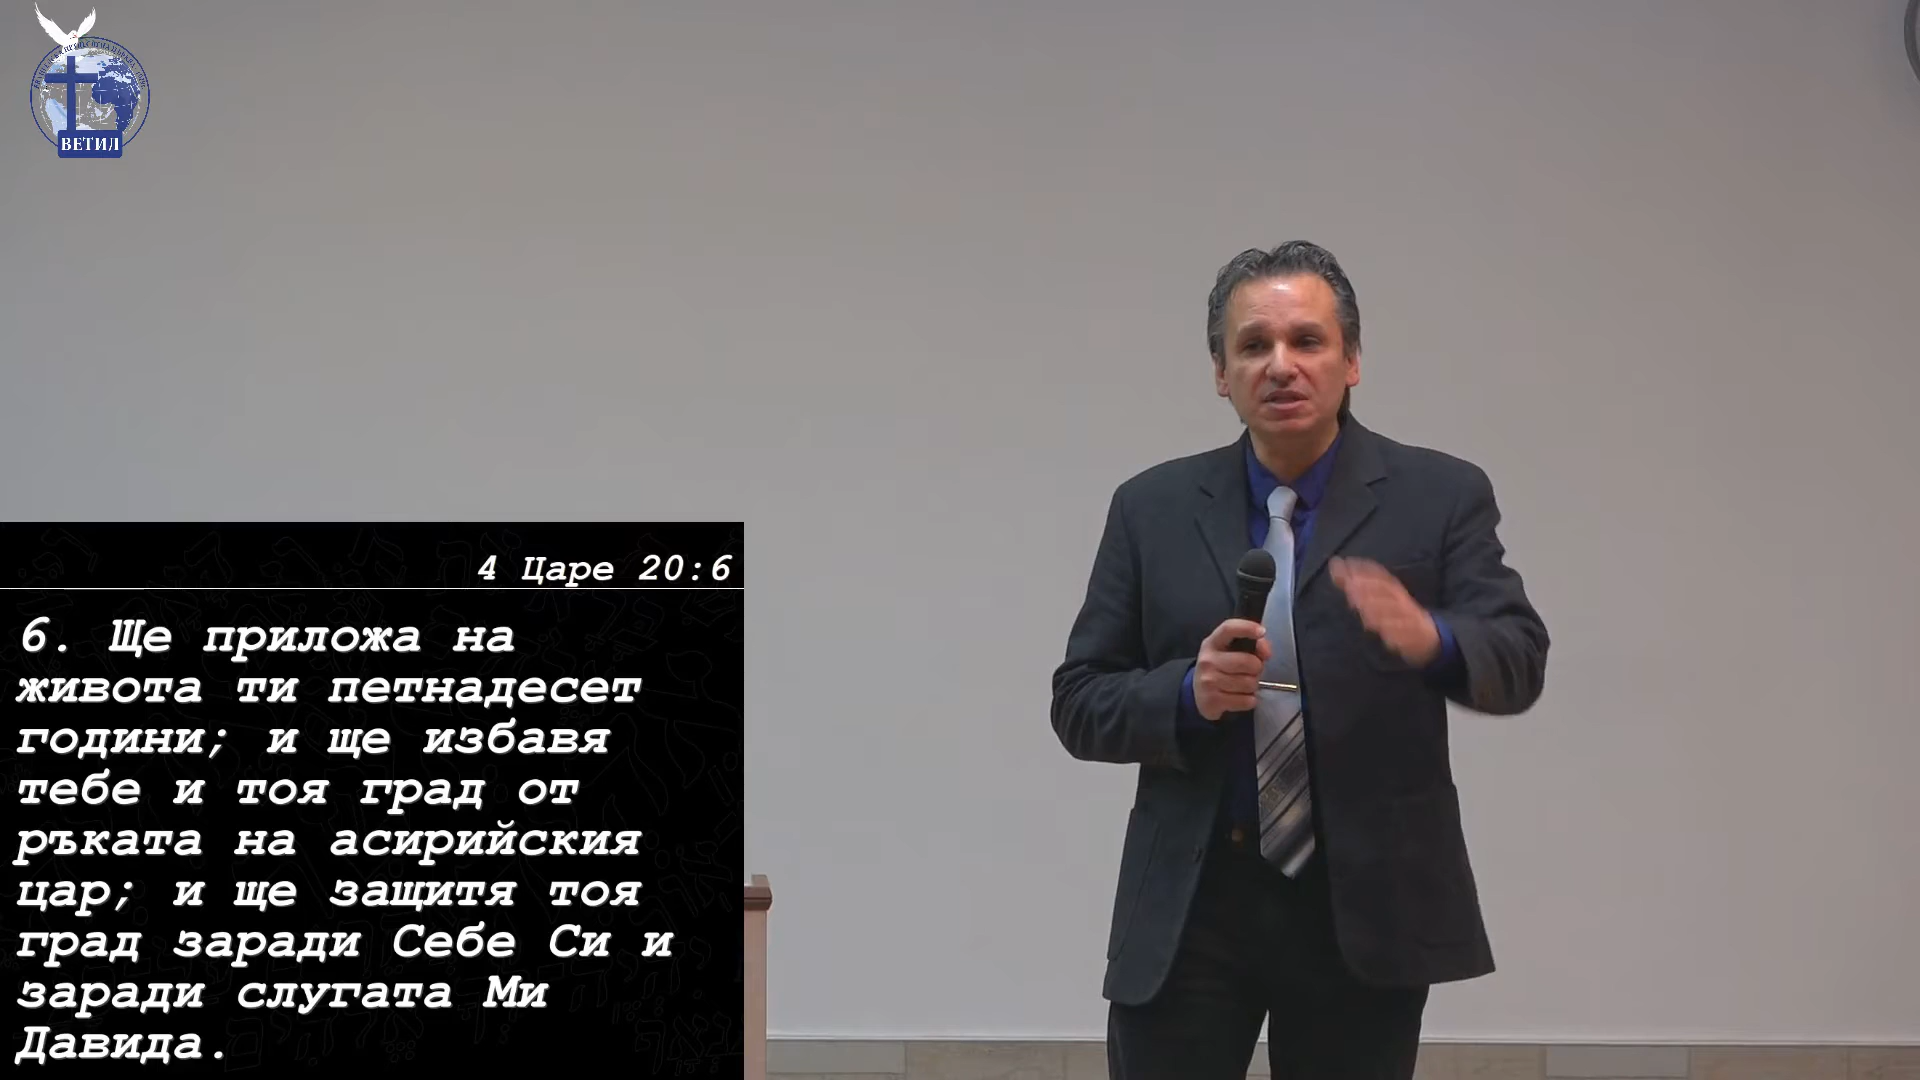 ВЕТИЛ
4 Царе 20:6
6. Ще приложа на
живота ти петнадесет
години; и ще избавя
тебе и тоя град от
ръката на асирийския
цар; и ще защитя тоя
град заради Себе Си и
заради слугата Ми
Давида.